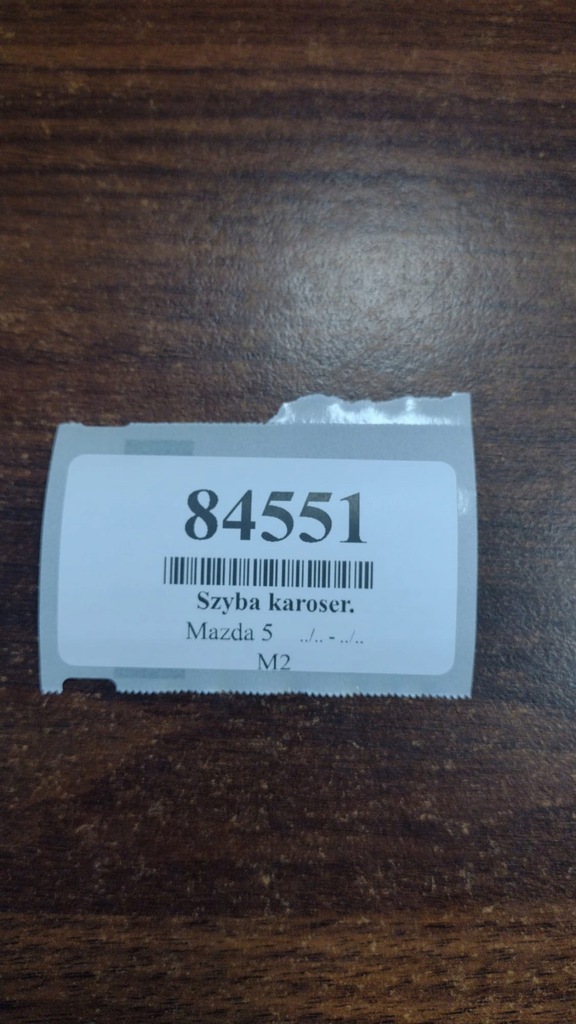 84551
Szyba karoser.
Mazda 5 ../.. - ../..
M2